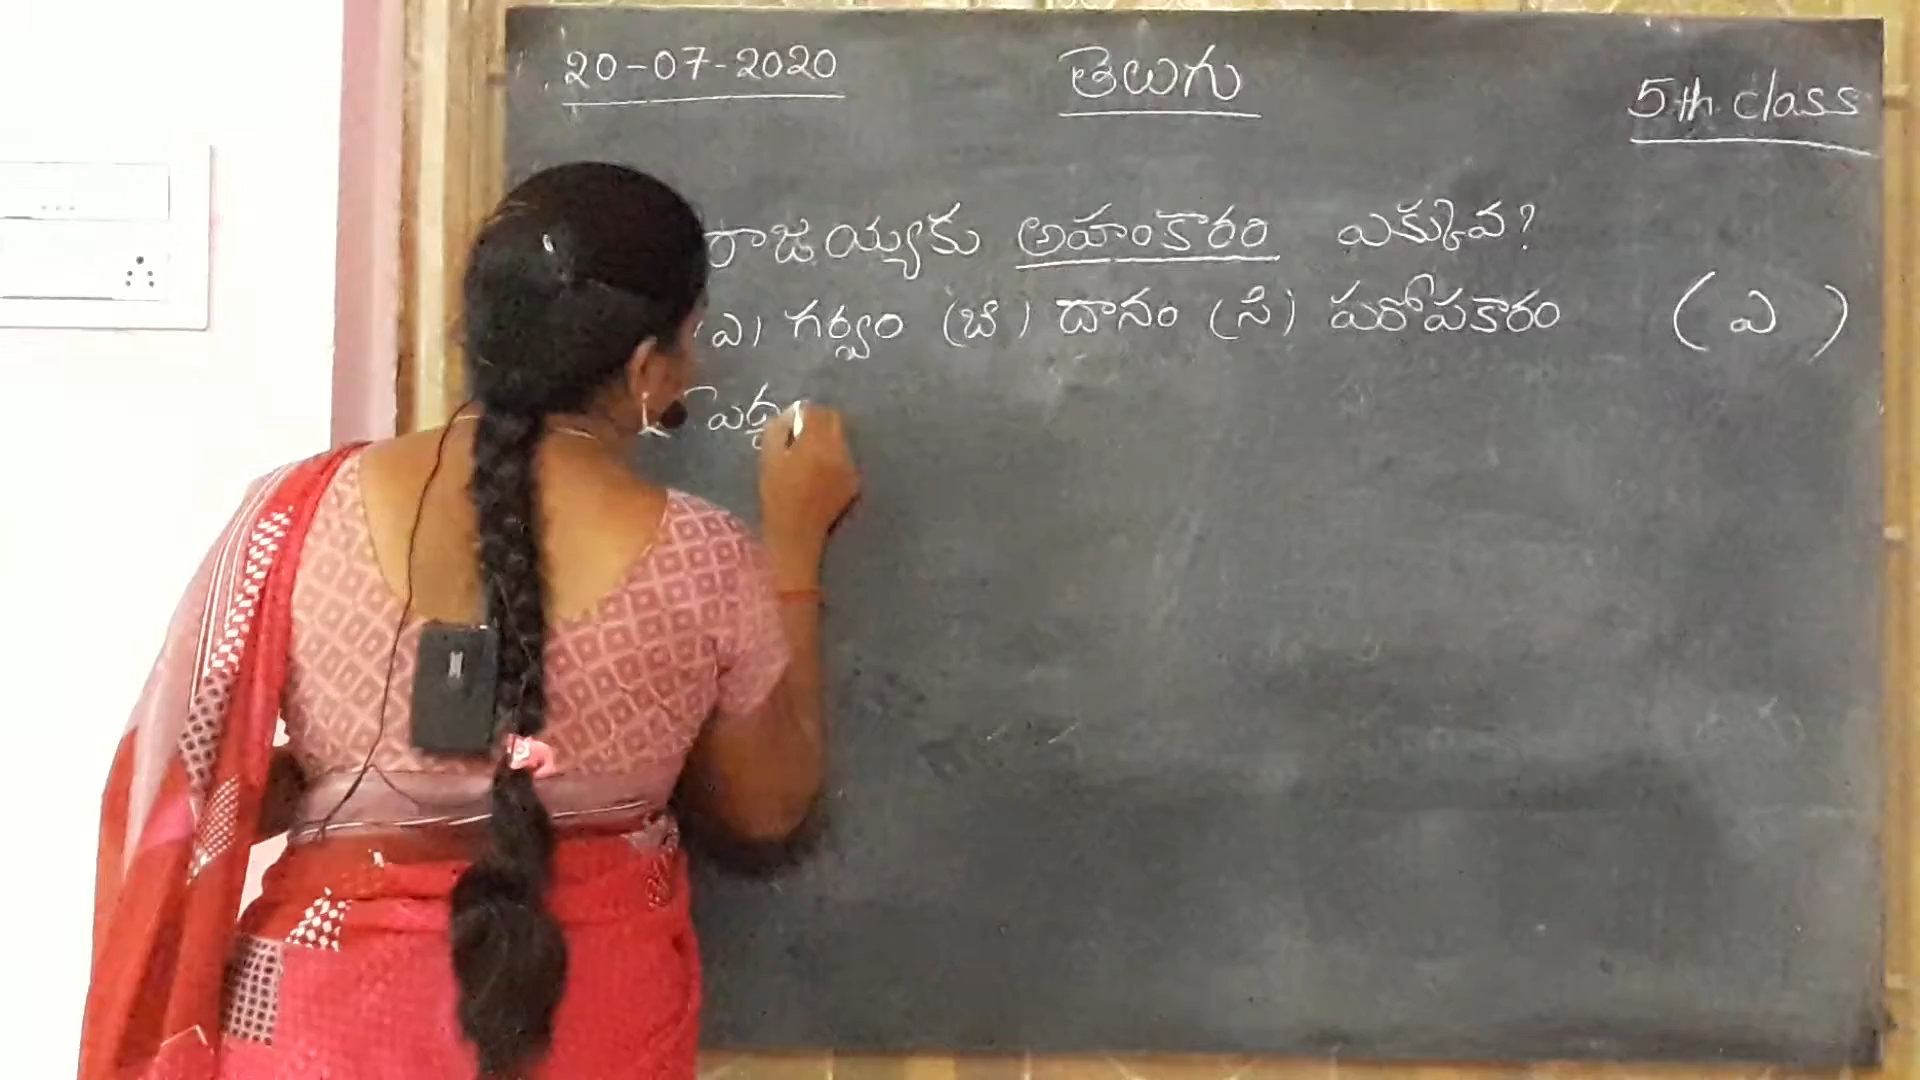 20-07-2020 తెలుగు 5th class
రాజయ్యకు అహంకారం ఎక్కువ?
(ఎ) గర్వం (బి) దానం (సి) పరోపకారం (ఎ)